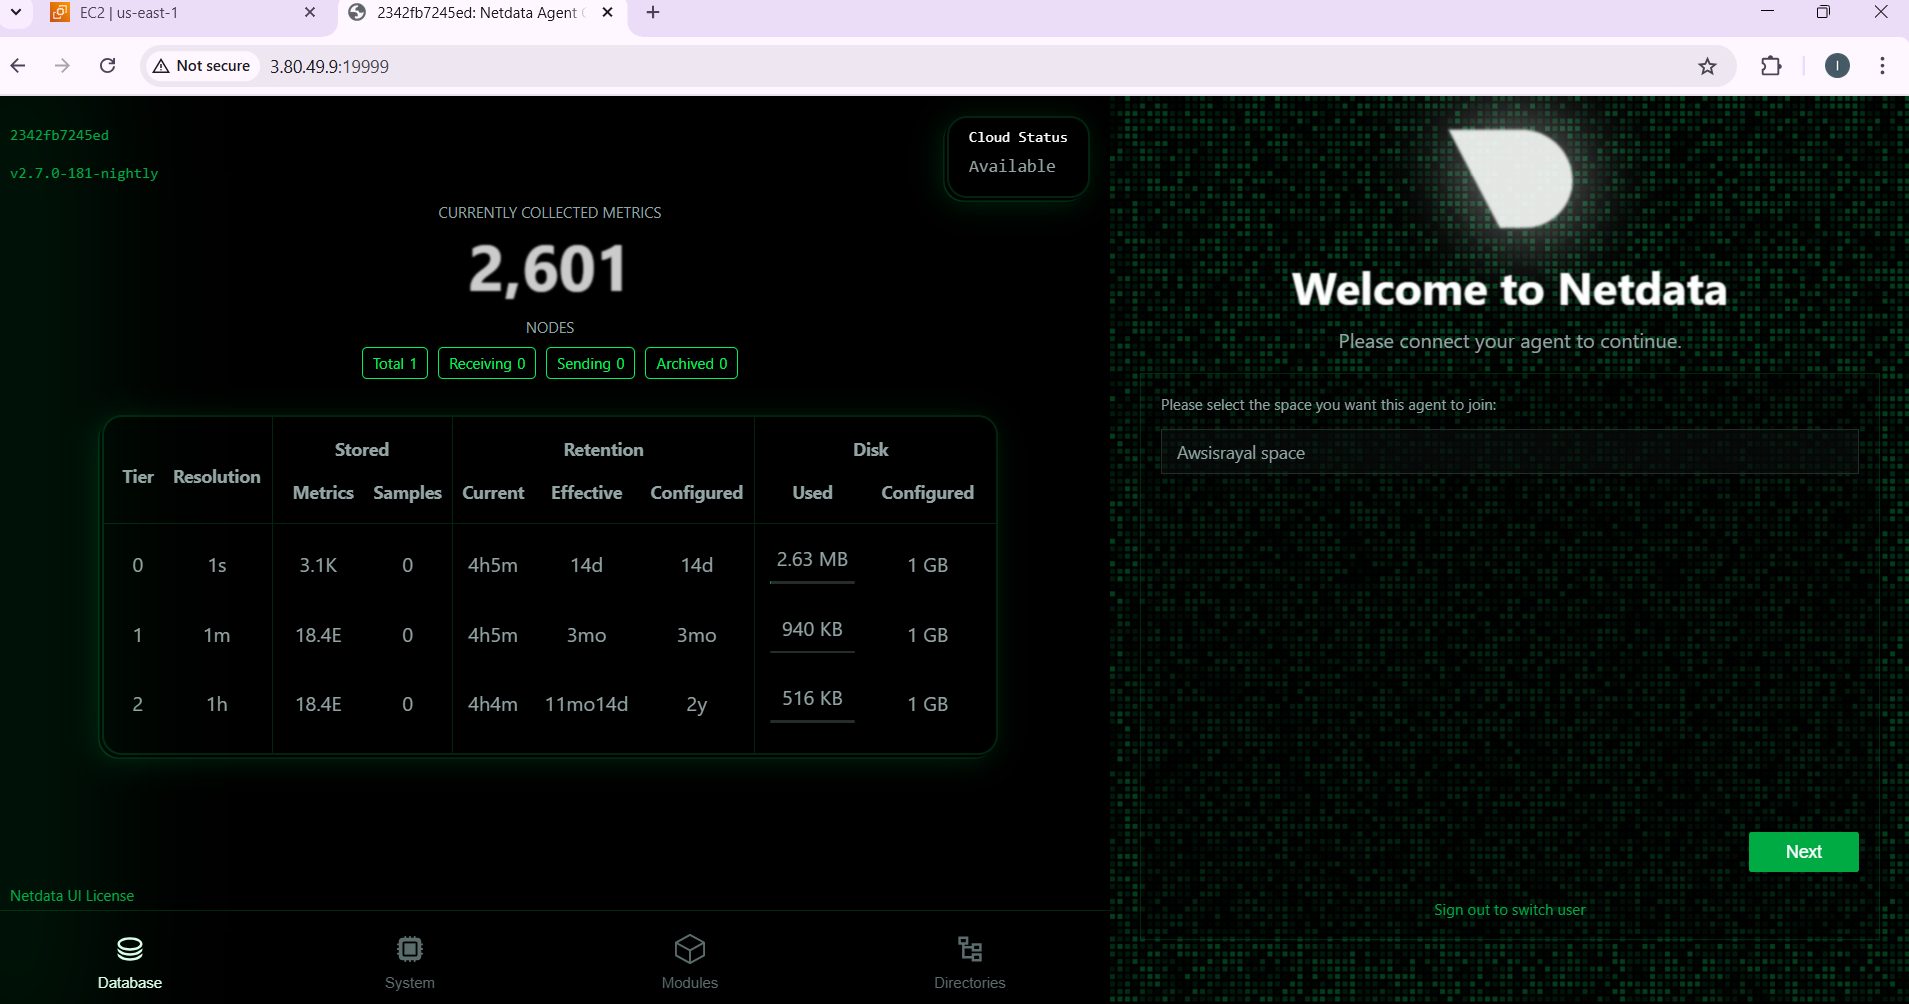 EC2 | us-east-1
2342fb7245ed: Netdata Agent
Not secure
3.80.49.9:19999
I
2342fb7245ed
v2.7.0-181-nightly
Cloud Status
Available
CURRENTLY COLLECTED METRICS
2,601
NODES
Total 1
Receiving 0
Sending 0
Archived 0
Tier Resolution Stored Retention Disk
Metrics Samples Current Effective Configured Used Configured
0 1s 3.1K 0 4h5m 14d 14d 2.63 MB 1 GB
1 1m 18.4E 0 4h5m 3mo 3mo 940 KB 1 GB
2 1h 18.4E 0 4h4m 11mo14d 2y 516 KB 1 GB
Netdata UI License
Database
System
Modules
Directories
Welcome to Netdata
Please connect your agent to continue.
Please select the space you want this agent to join:
Awsisrayal space
Next
Sign out to switch user